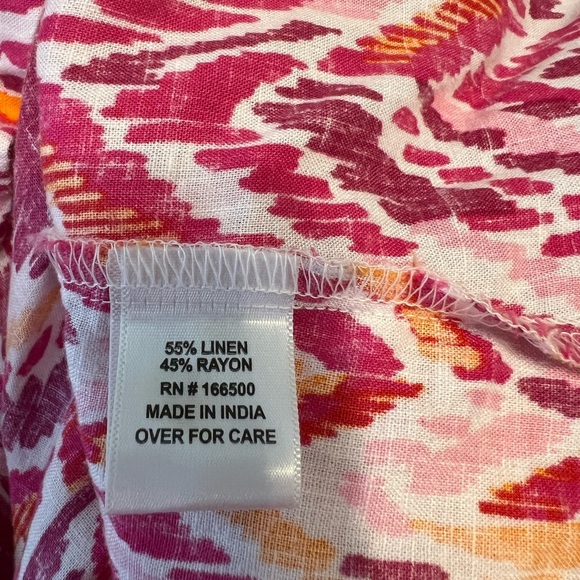 55% LINEN
45% RAYON
RN # 166500
MADE IN INDIA
OVER FOR CARE